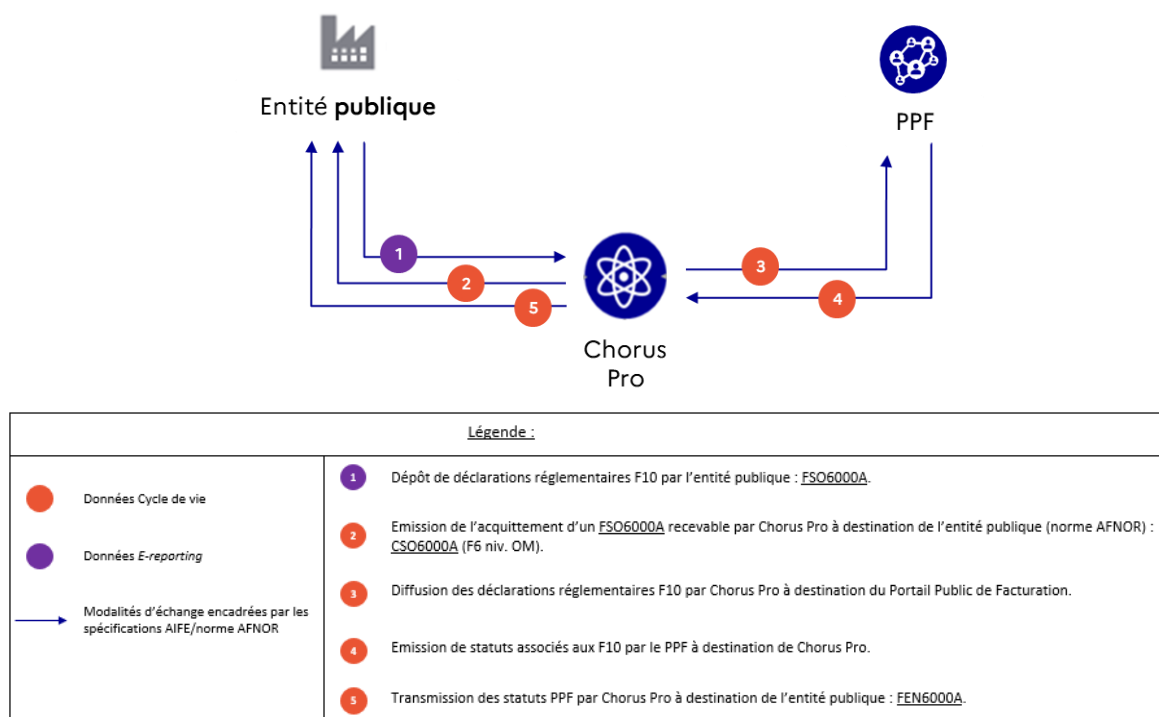 Entité publique
PPF
1
2
3
5
4
Chorus
Pro
Légende :
Données Cycle de vie
Données E-reporting
Modalités d'échange encadrées par les
spécifications AIFE/norme AFNOR
1 Dépôt de déclarations réglementaires F10 par l'entité publique : FSO6000A.
2 Emission de l'acquittement d'un FSO6000A recevable par Chorus Pro à destination de l'entité publique (norme AFNOR) :
CSO6000A (F6 niv. OM).
3 Diffusion des déclarations réglementaires F10 par Chorus Pro à destination du Portail Public de Facturation.
4 Emission de statuts associés aux F10 par le PPF à destination de Chorus Pro.
5 Transmission des statuts PPF par Chorus Pro à destination de l'entité publique : FEN6000A.